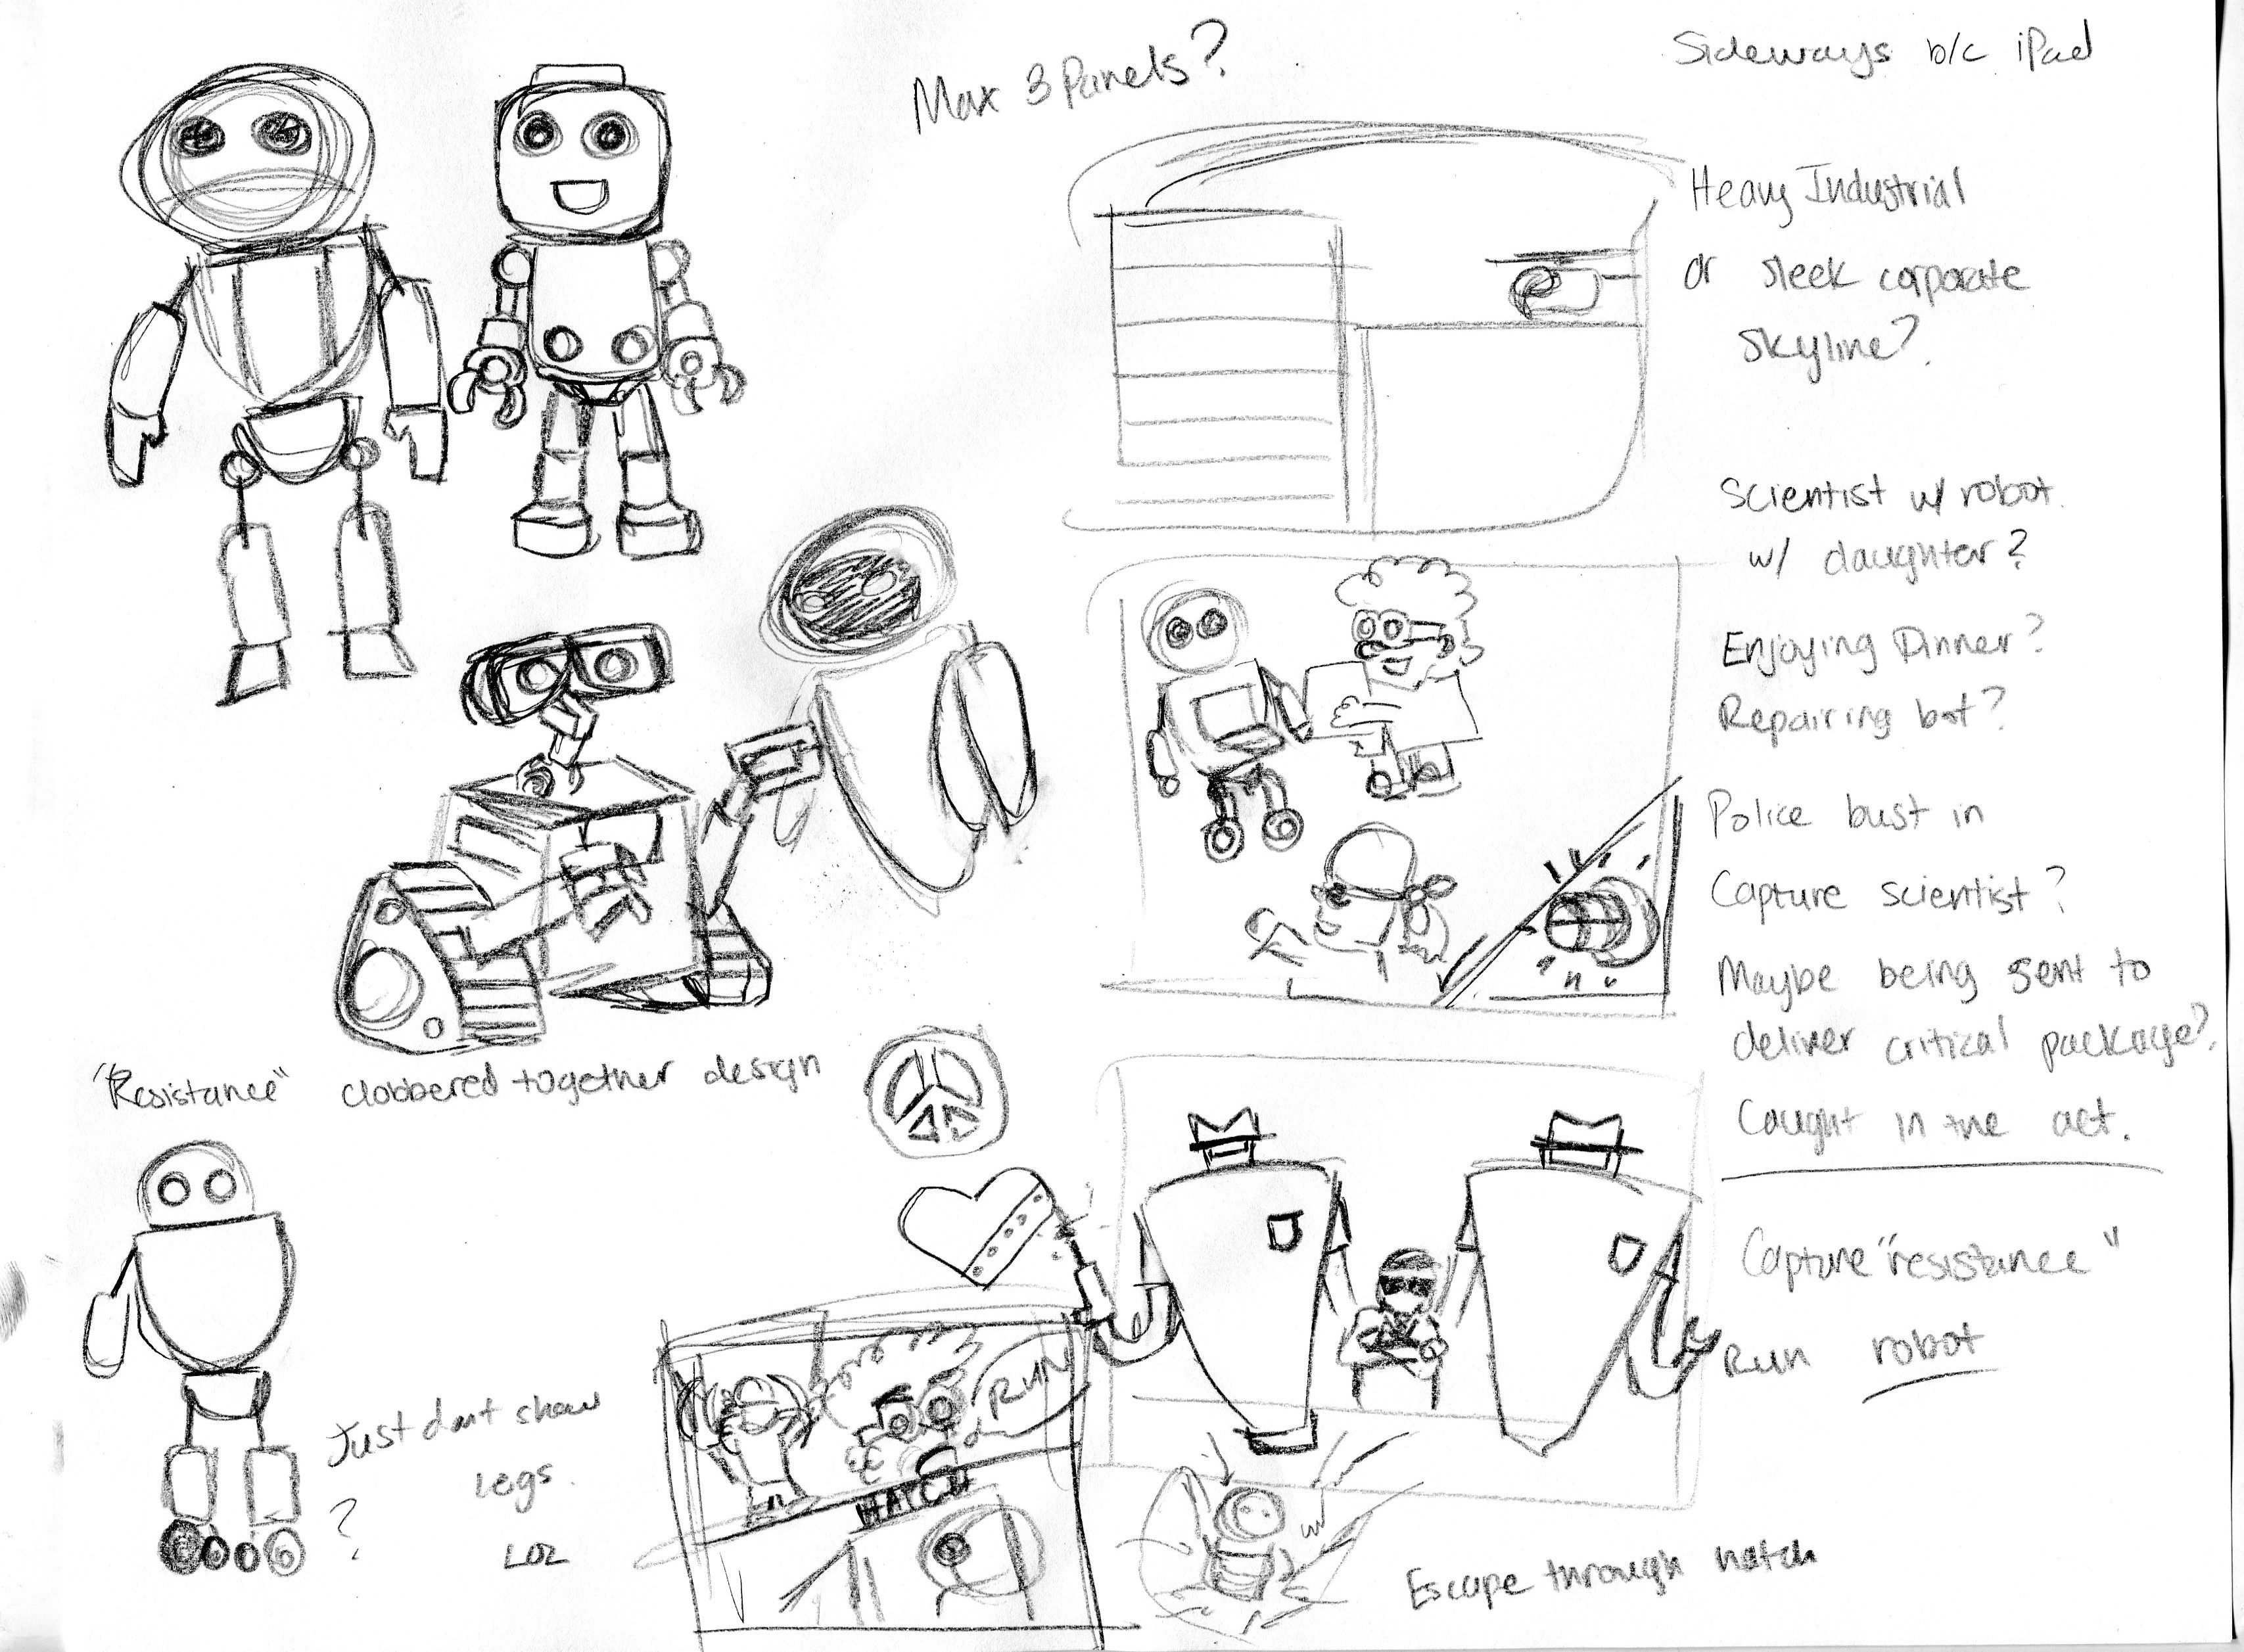 Max 3 Panels?
Sideways b/c iPad
Heavy Industrial
or sleek corporate
skyline?
Scientist w/ robot.
w/ daughter?
Enjoying Dinner?
Repairing bot?
Police bust in
Capture scientist?
Maybe being sent to
deliver critical package?
Caught in the act.
Capture "resistance"
Run robot
"Resistance" clobbered together design
Just dont show
legs.
LOL
?
RUN
HATCH
Escape through hatch